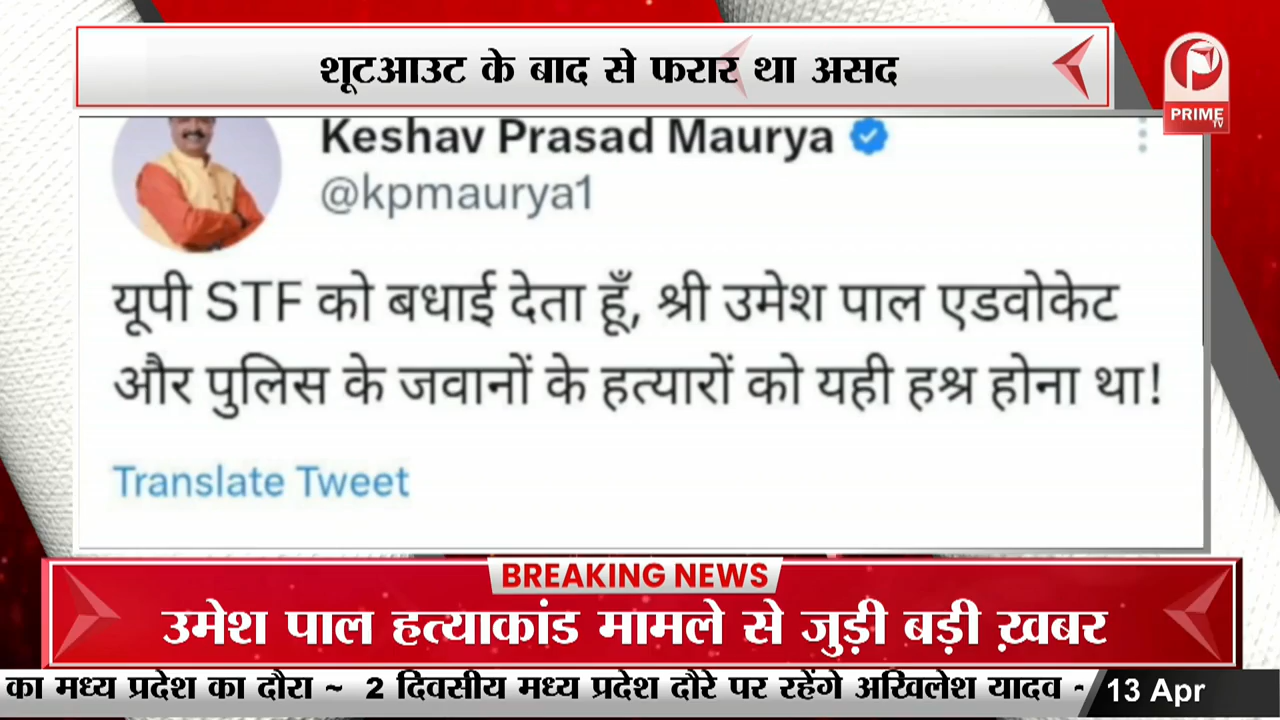 शूटआउट के बाद से फरार था असद
PRIME
TV
Keshav Prasad Maurya
@kpmaurya1
यूपी STF को बधाई देता हूँ, श्री उमेश पाल एडवोकेट
और पुलिस के जवानों के हत्यारों को यही हश्र होना था!
Translate Tweet
BREAKING NEWS
उमेश पाल हत्याकांड मामले से जुड़ी बड़ी ख़बर
का मध्य प्रदेश का दौरा ~ 2 दिवसीय मध्य प्रदेश दौरे पर रहेंगे अखिलेश यादव ~
13 Apr